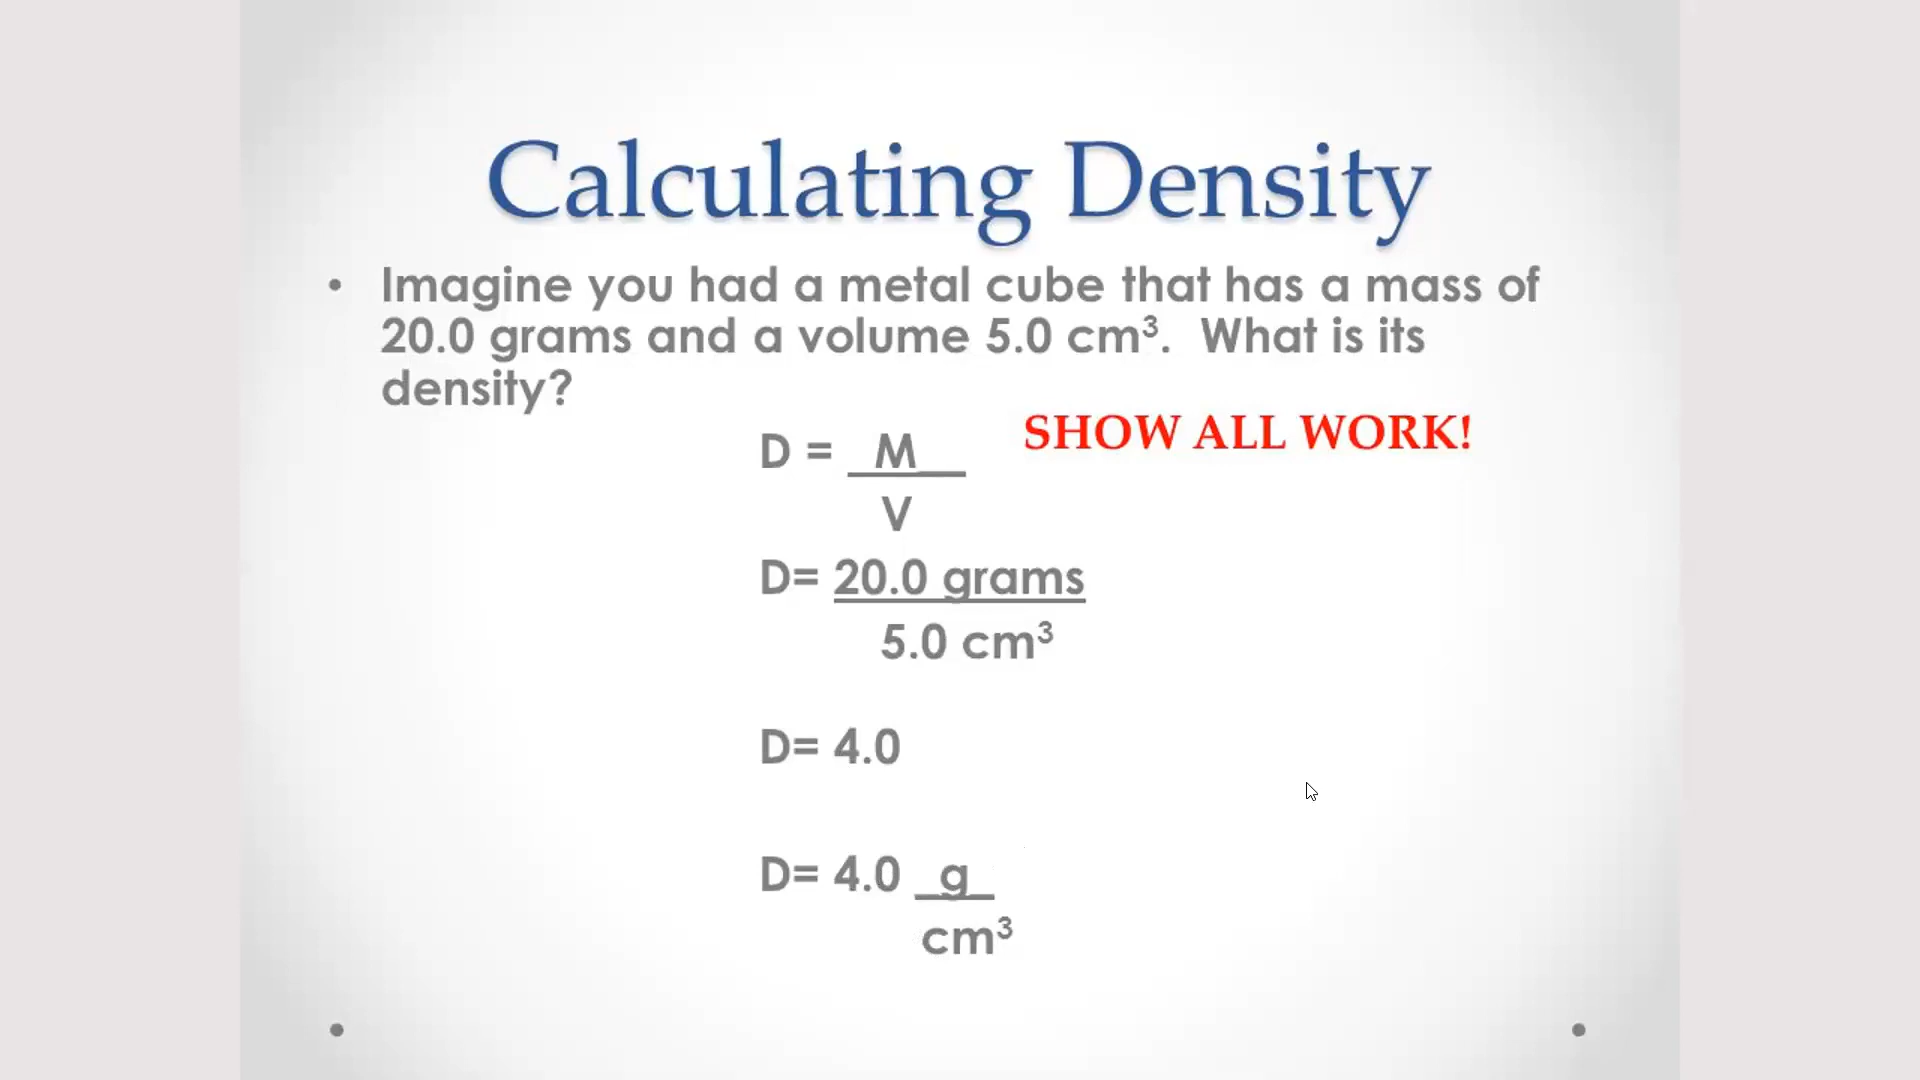 Calculating Density
• Imagine you had a metal cube that has a mass of
20.0 grams and a volume 5.0 cm³. What is its
density?
SHOW ALL WORK!
D = M
V
D= 20.0 grams
5.0 cm³
D= 4.0
D= 4.0 g
cm³